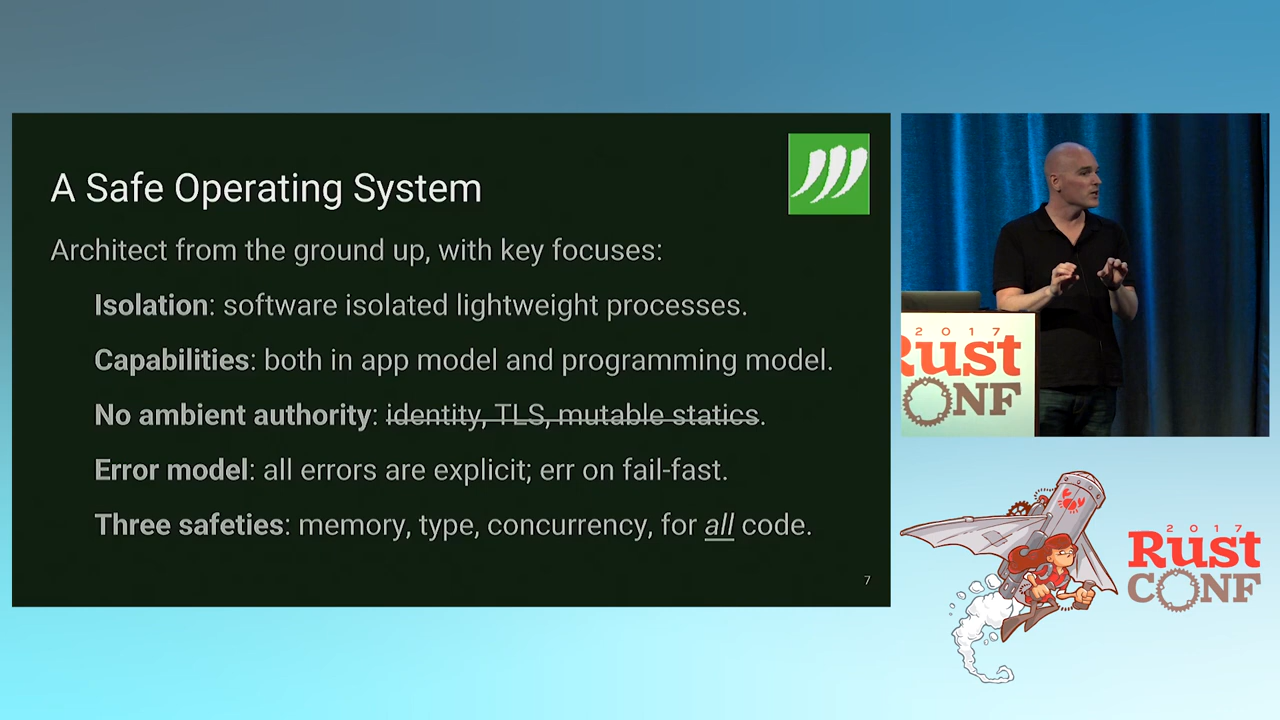 A Safe Operating System
Architect from the ground up, with key focuses:
Isolation: software isolated lightweight processes.
Capabilities: both in app model and programming model.
No ambient authority: identity, TLS, mutable statics.
Error model: all errors are explicit; err on fail-fast.
Three safeties: memory, type, concurrency, for all code.
7
2017
Rust
CONF
2017
Rust
CONF